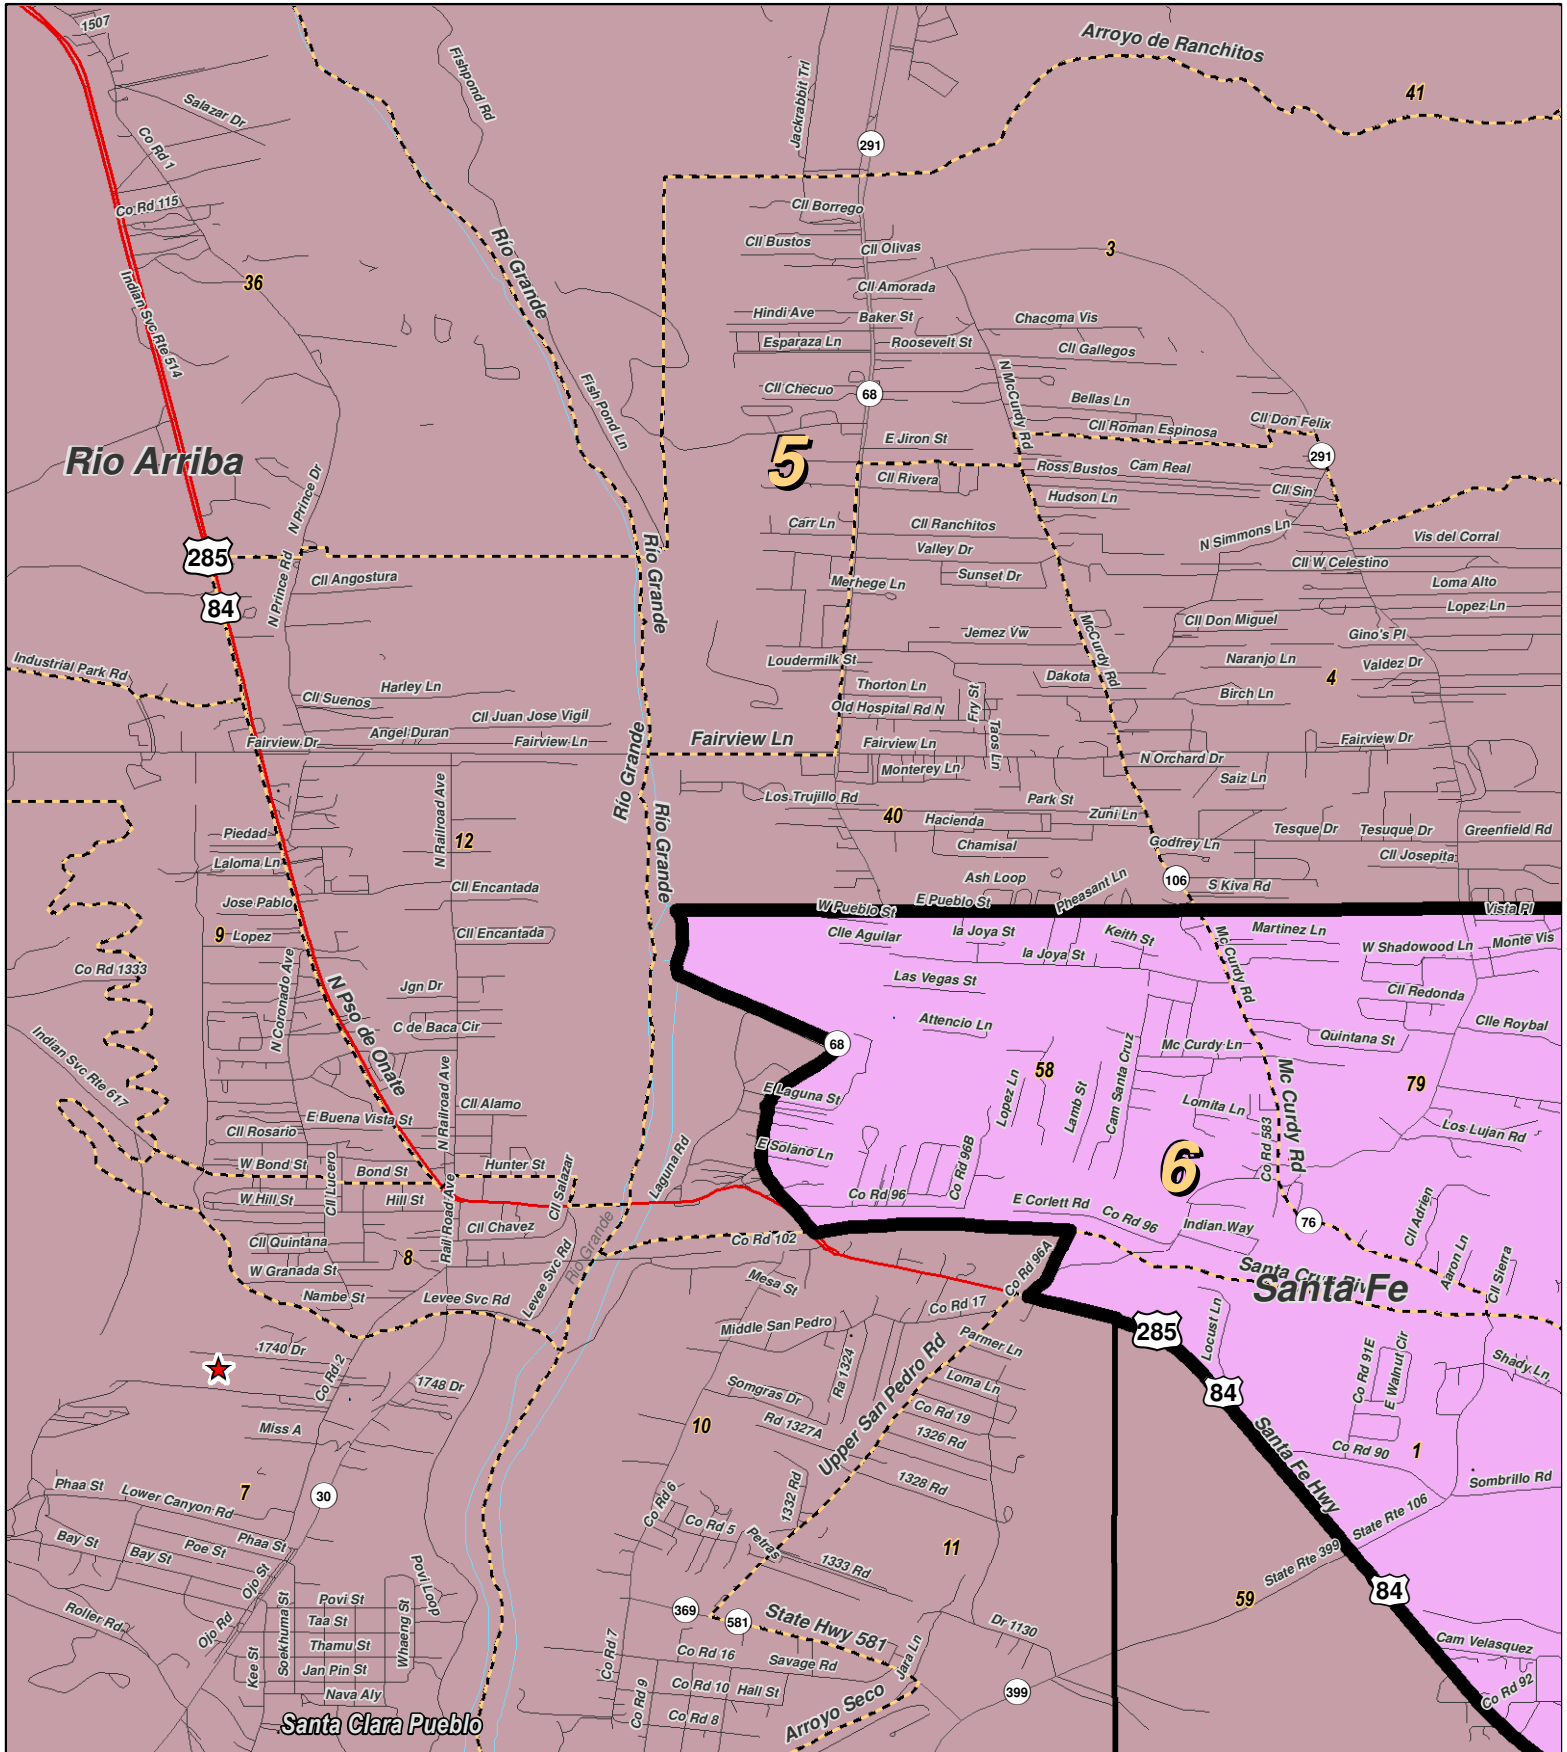 1507
Arroyo de Ranchitos
Fishpond Rd
Jackrabbit Trl
41
Salazar Dr
Co Rd 1
291
Co Rd 115
Cll Borrego
Cll Bustos
Cll Olivas
3
Rio Grande
Indian Svc Rte 514
36
Cll Amorada
Hindi Ave
Baker St
Chacoma Vis
Esparaza Ln
Roosevelt St
Cll Gallegos
Fish Pond Ln
Cll Checuo
68
N McCurdy Rd
Bellas Ln
Cll Roman Espinosa
Cll Don Felix
Rio Arriba
5
E Jiron St
291
Ross Bustos
Cam Real
Cll Rivera
Hudson Ln
Cll Sin
N Prince Dr
Carr Ln
Cll Ranchitos
N Simmons Ln
Vis del Corral
285
Rio Grande
Valley Dr
Cll W Celestino
N Prince Rd
Cll Angostura
Merhege Ln
Sunset Dr
Loma Alto
84
Lopez Ln
Cll Don Miguel
Jemez Vw
McCurdy Rd
Gino's Pl
Industrial Park Rd
Loudermilk St
Naranjo Ln
Valdez Dr
Dakota
4
Harley Ln
Cll Suenos
Thorton Ln
Fry St
Birch Ln
Old Hospital Rd N
Cll Juan Jose Vigil
Angel Duran
Taos Ln
Fairview Dr
Fairview Ln
Rio Grande
Fairview Ln
Fairview Ln
Fairview Dr
Monterey Ln
N Orchard Dr
Saiz Ln
N Railroad Ave
Los Trujillo Rd
Park St
Rio Grande
40
Hacienda
Zuni Ln
Piedad
12
Tesque Dr
Tesuque Dr
Greenfield Rd
Chamisal
Godfrey Ln
Laloma Ln
Cll Josepita
Ash Loop
106
Cll Encantada
Pheasant Ln
S Kiva Rd
Jose Pablo
W Pueblo St
E Pueblo St
Vista Pl
9
Lopez
Cll Encantada
Clle Aguilar
la Joya St
Keith St
Martinez Ln
W Shadowood Ln
Monte Vis
la Joya St
Co Rd 1333
Mc Curdy Rd
Las Vegas St
Jgn Dr
Cll Redonda
N Coronado Ave
N Pso de Onate
C de Baca Cir
Attencio Ln
Clle Roybal
Quintana St
68
Mc Curdy Ln
Indian Svc Rte 617
58
Cam Santa Cruz
79
E Laguna St
Lopez Ln
Lamb St
Mc Curdy Rd
N Railroad Ave
Cll Alamo
Lomita Ln
E Buena Vista St
Cll Rosario
Los Lujan Rd
E Solano Ln
Co Rd 583
W Bond St
Bond St
Hunter St
Laguna Rd
Co Rd 96B
6
Cll Lucero
Cll Salazar
W Hill St
Hill St
Co Rd 96
E Corlett Rd
Co Rd 96
Indian Way
76
Cll Adrien
Rail Road Ave
Cll Chavez
Cll Quintana
Co Rd 102
Rio Grande
8
Levee Svc Rd
W Granada St
Co Rd 96A
Aaron Ln
Cll Sierra
Mesa St
Santa Fe
Nambe St
Levee Svc Rd
Co Rd 17
Middle San Pedro
285
Locust Ln
1740 Dr
Parmer Ln
Co Rd 2
Ra 1324
Co Rd 91E
E Walnut Cir
Shady Ln
1748 Dr
Loma Ln
84
Somgras Dr
Upper San Pedro Rd
Miss A
10
Rd 1327A
Co Rd 19
1326 Rd
Santa Fe Hwy
Co Rd 90
1
Phaa St
Lower Canyon Rd
7
30
1328 Rd
Sombrillo Rd
Co Rd 6
1332 Rd
State Rte 106
Co Rd 5
Petras
Bay St
Bay St
Poe St
Phaa St
11
State Rte 399
1333 Rd
Ojo St
Povi Loop
84
Povi St
59
Roller Rd
Ojo Rd
Soekhuma St
Taa St
Whaeng St
369
581
State Hwy 581
Dr 1130
Thamu St
Cam Velasquez
Kee St
Jan Pin St
Co Rd 7
Co Rd 16
Savage Rd
Jara Ln
Nava Aly
Co Rd 10
Hall St
399
Co Rd 92
Co Rd 9
Co Rd 8
Arroyo Seco
Santa Clara Pueblo